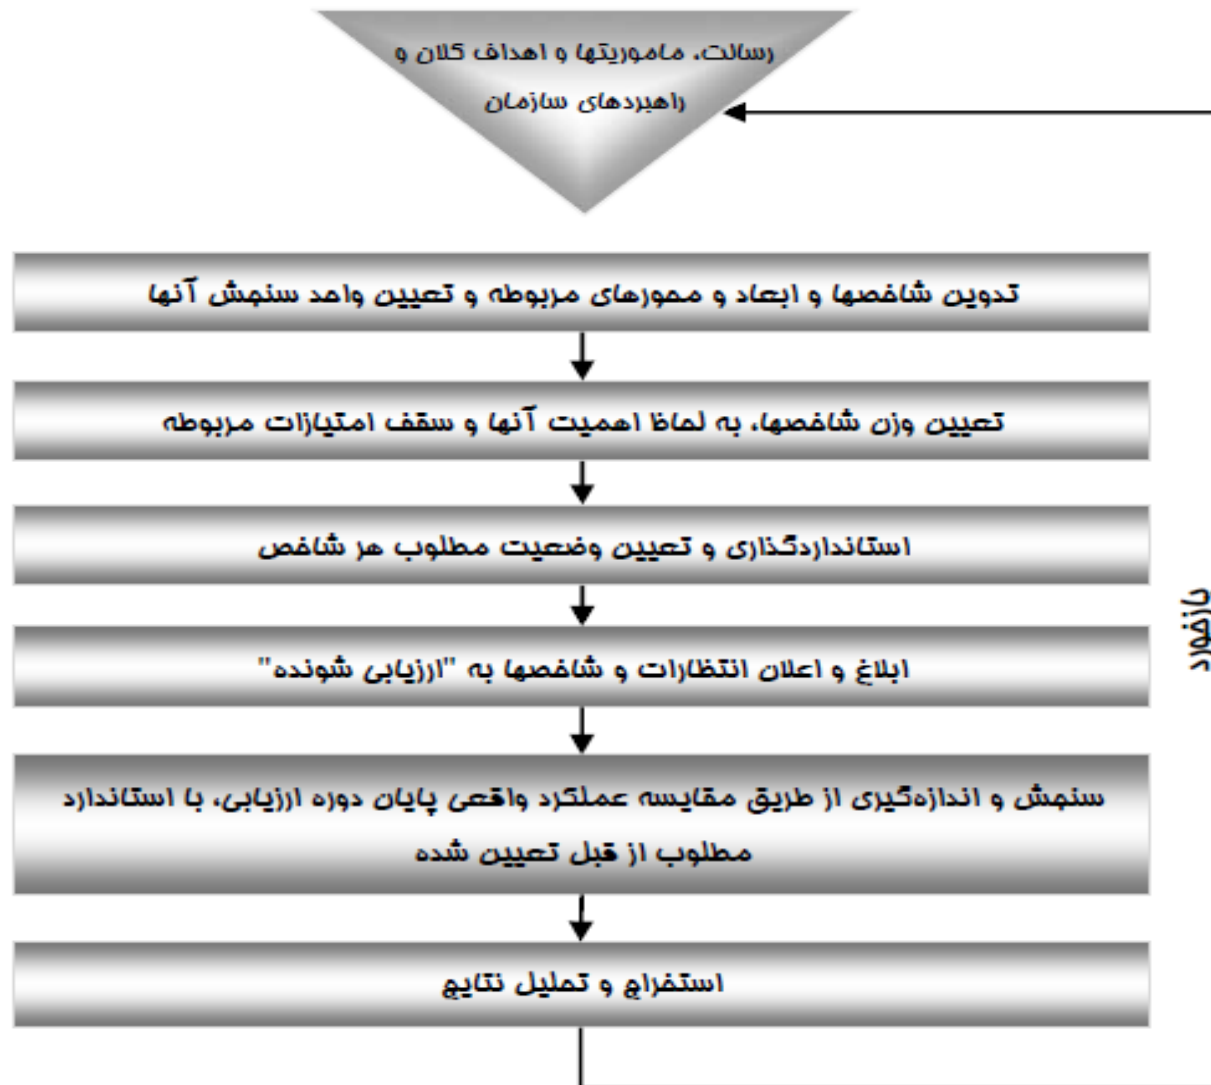 رسالت، ماموریتها و اهداف کلان و
راهبردهای سازمان
تدوین شاخصها و ابعاد و محورهای مربوطه و تعیین واحد سنجش آنها
تعیین وزن شاخصها، به لحاظ اهمیت آنها و سقف امتیازات مربوطه
استانداردگذاری و تعیین وضعیت مطلوب هر شاخص
ابلاغ و اعلان انتظارات و شاخصها به "ارزیابی شونده"
سنجش و اندازه‌گیری از طریق مقایسه عملکرد واقعی پایان دوره ارزیابی، با استاندارد
مطلوب از قبل تعیین شده
استخراج و تحلیل نتایج
بازخورد